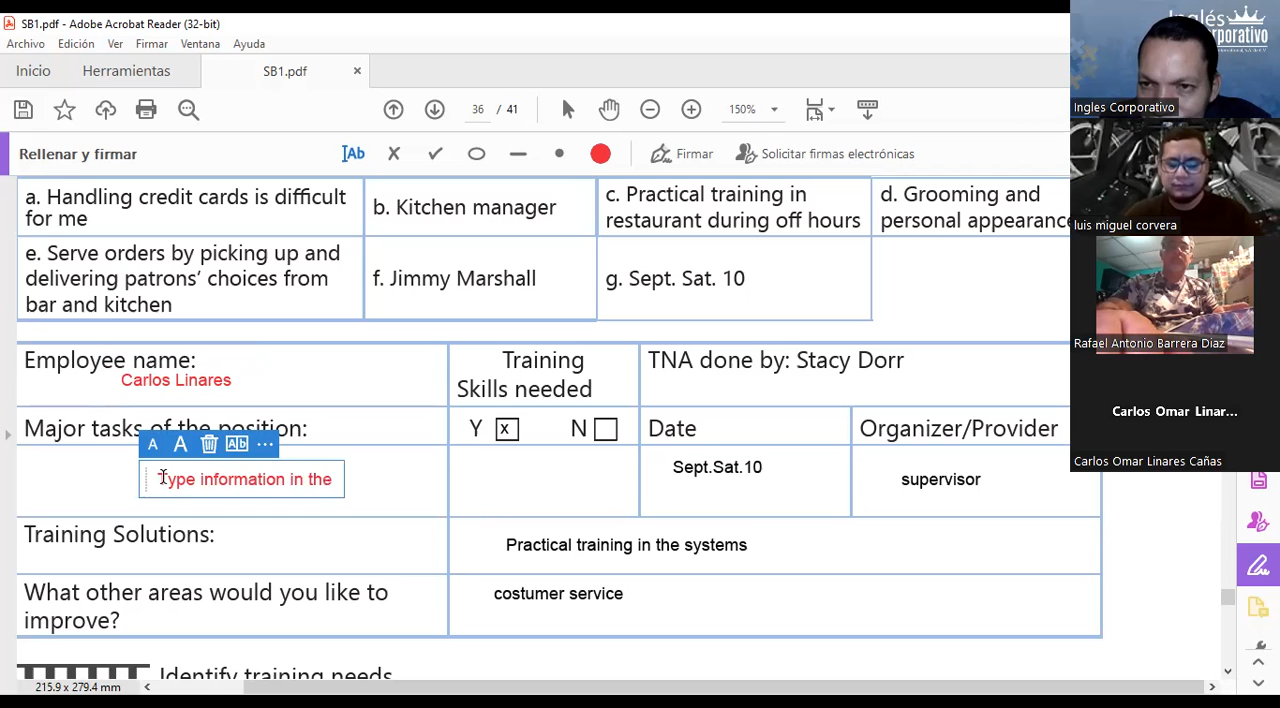 SB1.pdf - Adobe Acrobat Reader (32-bit)
Archivo Edición Ver Firmar Ventana Ayuda
Inicio Herramientas SB1.pdf ×
36 / 41 150%
Rellenar y firmar Ab Firmar Solicitar firmas electrónicas
a. Handling credit cards is difficult
for me
b. Kitchen manager
c. Practical training in
restaurant during off hours
d. Grooming and
personal appearance
e. Serve orders by picking up and
delivering patrons' choices from
bar and kitchen
f. Jimmy Marshall
g. Sept. Sat. 10
Employee name:
Carlos Linares
Training
Skills needed
TNA done by: Stacy Dorr
Major tasks of the position:
Y x N
Date
Organizer/Provider
A A Ab ...
Type information in the
Sept.Sat.10
supervisor
Training Solutions:
Practical training in the systems
What other areas would you like to
improve?
costumer service
Identify training needs
215.9 x 279.4 mm
Inglés
Corporativo
Ingles Corporativo
luis miguel corvera
Rafael Antonio Barrera Diaz
Carlos Omar Linar...
Carlos Omar Linares Cañas